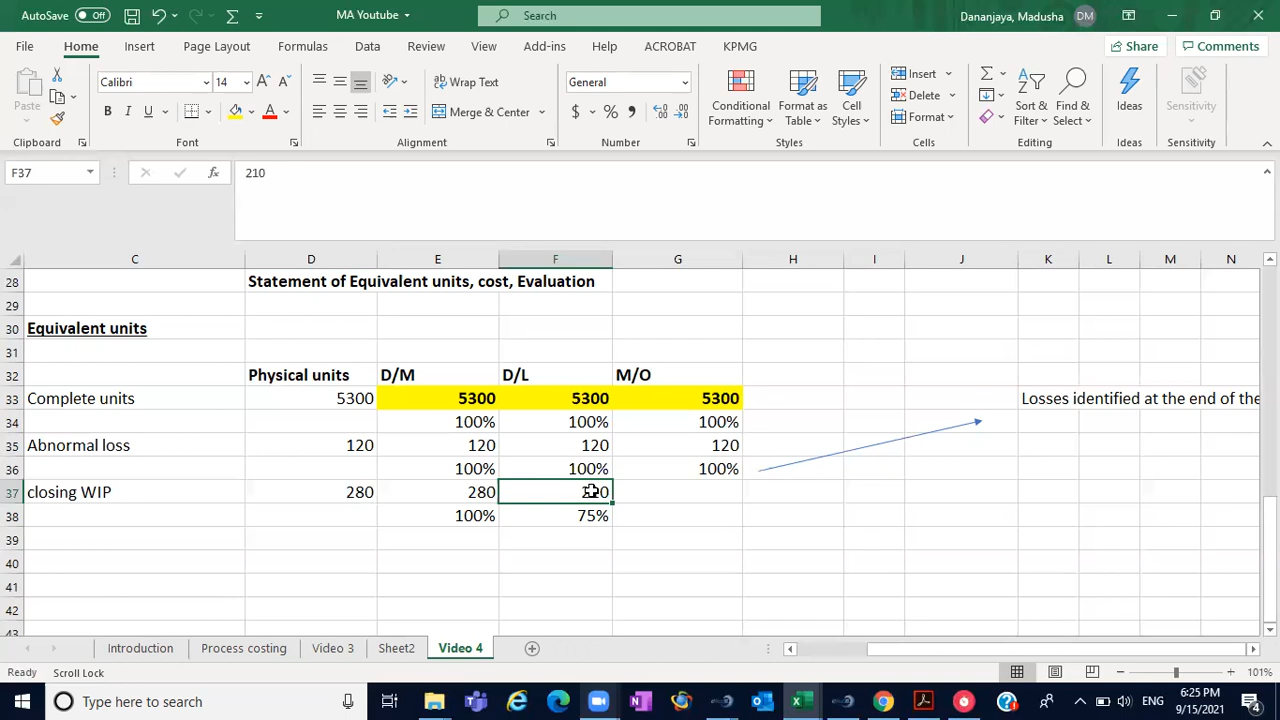 AutoSave Off MA Youtube Search Dananjaya, Madusha DM
File Home Insert Page Layout Formulas Data Review View Add-ins Help ACROBAT KPMG Share Comments
Paste Calibri 14 Wrap Text General Conditional Formatting Format as Table Cell Styles Insert Sort & Filter Find & Select Ideas Sensitivity
B I U Merge & Center $ % Delete Format
Clipboard Font Alignment Number Styles Cells Editing Ideas Sensitivity
F37 fx 210
C D E F G H I J K L M N
28 Statement of Equivalent units, cost, Evaluation
29
30 Equivalent units
31
32 Physical units D/M D/L M/O
33 Complete units 5300 5300 5300 5300 Losses identified at the end of the
34 100% 100% 100%
35 Abnormal loss 120 120 120 120
36 100% 100% 100%
37 closing WIP 280 280 210
38 100% 75%
39
40
41
42
43
Introduction Process costing Video 3 Sheet2 Video 4
Ready Scroll Lock 101%
Type here to search ENG 6:25 PM
9/15/2021 4